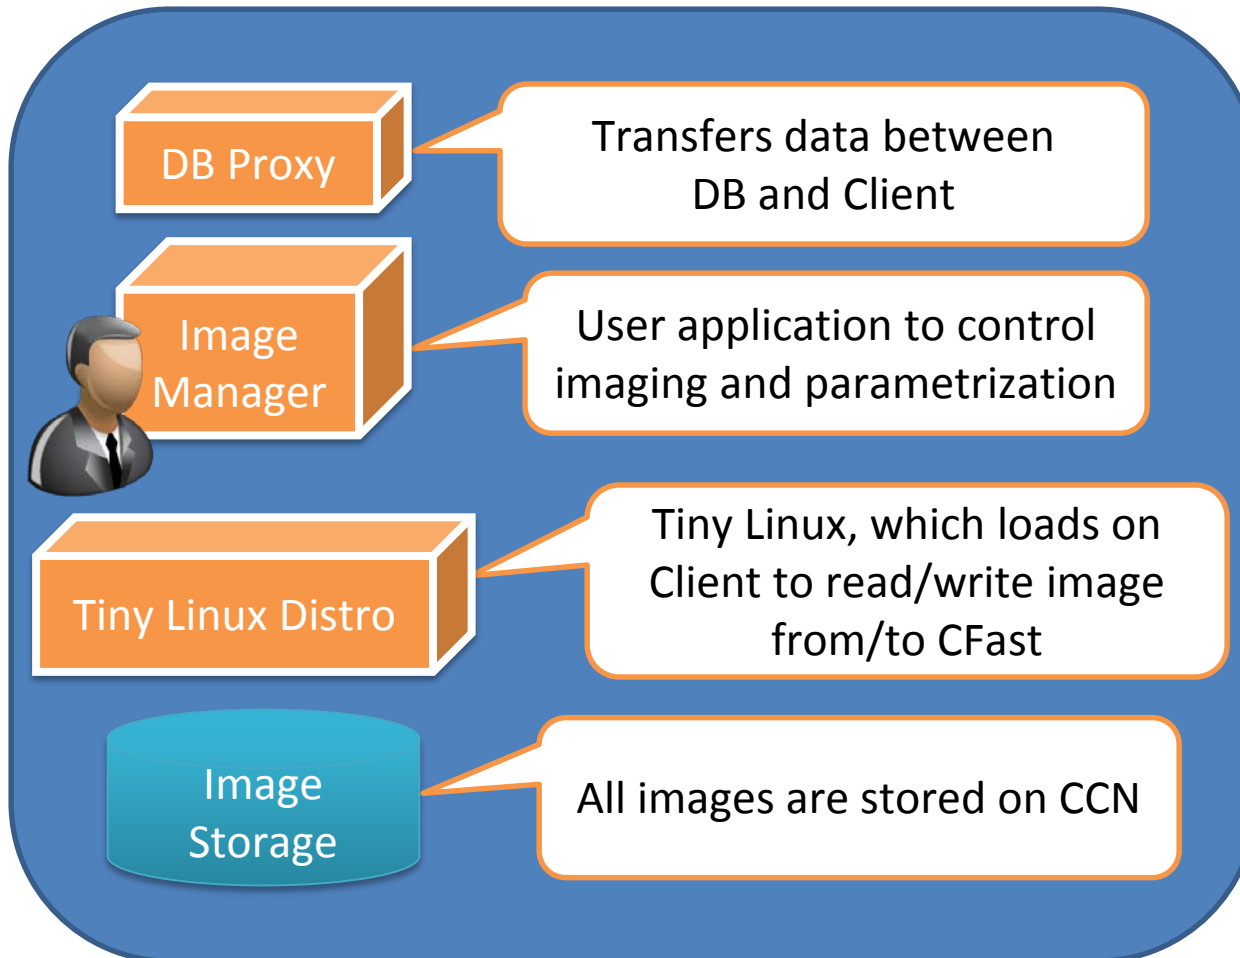 DB Proxy
Transfers data between
DB and Client
Image
Manager
User application to control
imaging and parametrization
Tiny Linux Distro
Tiny Linux, which loads on
Client to read/write image
from/to CFast
Image
Storage
All images are stored on CCN